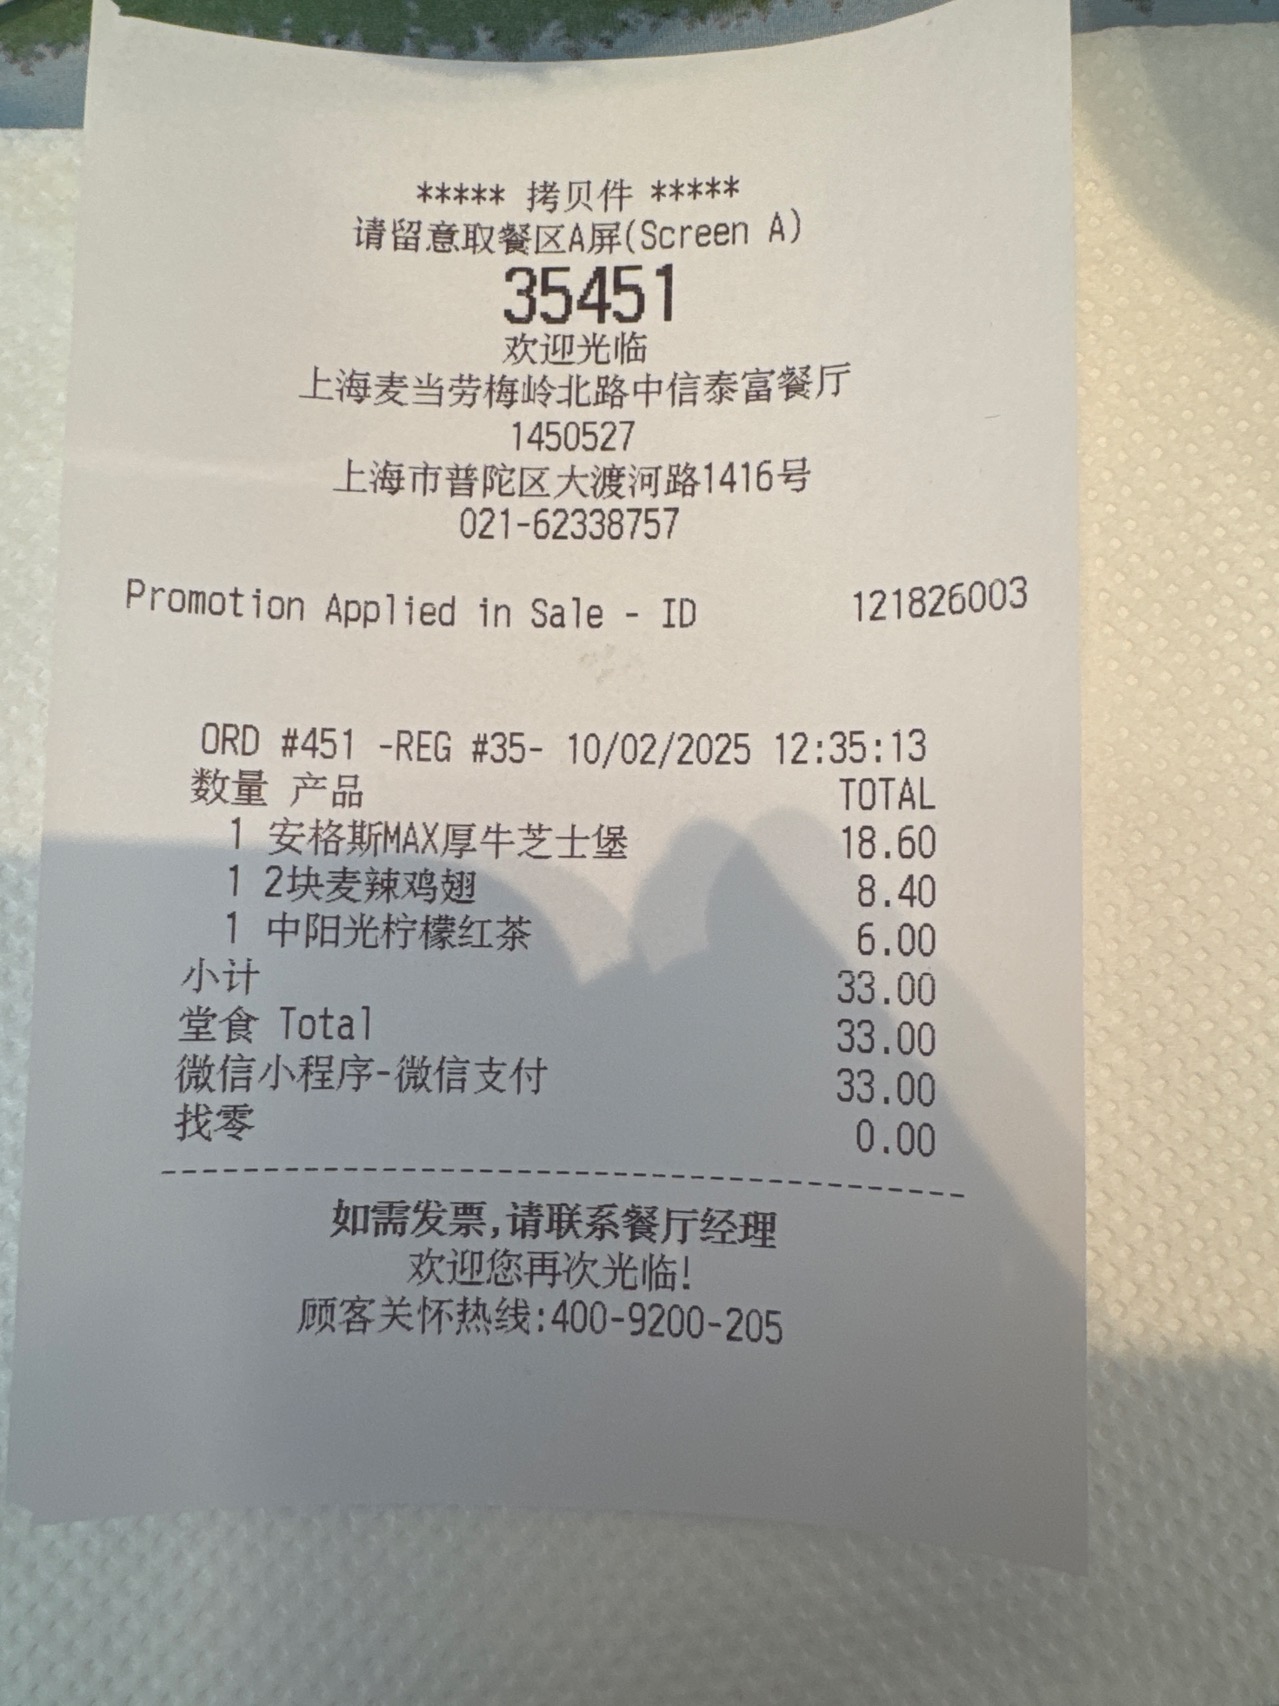 ***** 拷贝件 *****
请留意取餐区A屏(Screen A)
35451
欢迎光临
上海麦当劳梅岭北路中信泰富餐厅
1450527
上海市普陀区大渡河路1416号
021-62338757
Promotion Applied in Sale - ID 121826003
ORD #451 -REG #35- 10/02/2025 12:35:13
数量 产品 TOTAL
1 安格斯MAX厚牛芝士堡 18.60
1 2块麦辣鸡翅 8.40
1 中阳光柠檬红茶 6.00
小计 33.00
堂食 Total 33.00
微信小程序-微信支付 33.00
找零 0.00
--------------------------------------------
如需发票,请联系餐厅经理
欢迎您再次光临!
顾客关怀热线:400-9200-205